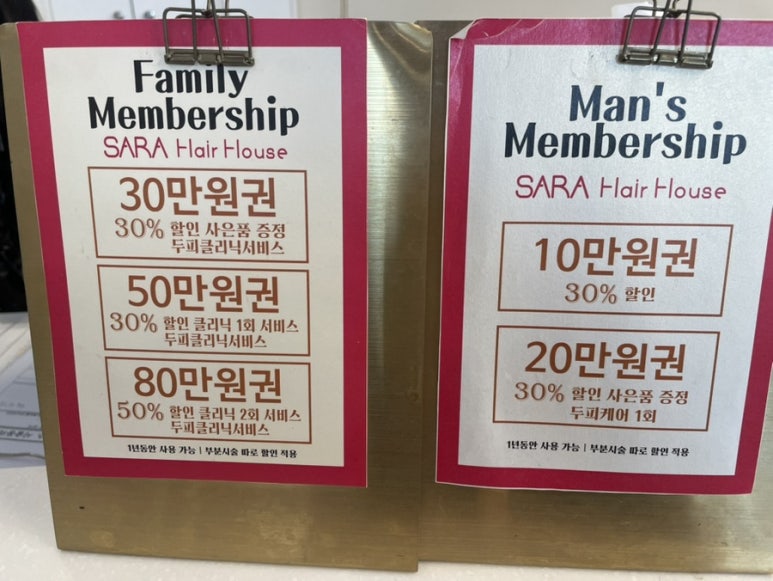 Family
Membership
SARA Hair House
30만원권
30% 할인 사은품 증정
두피클리닉서비스
50만원권
30% 할인 클리닉 1회 서비스
두피클리닉서비스
80만원권
50% 할인 클리닉 2회 서비스
두피클리닉서비스
1년동안 사용 가능 | 부분시술 따로 할인 적용
Man's
Membership
SARA Hair House
10만원권
30% 할인
20만원권
30% 할인 사은품 증정
두피케어 1회
1년동안 사용 가능 | 부분시술 따로 할인 적용